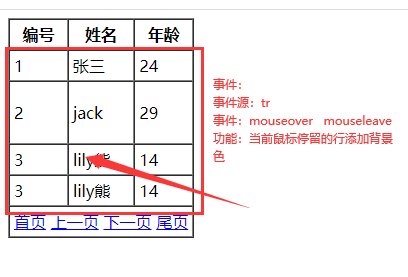 编号 姓名 年龄
1 张三 24
2 jack 29
3 lily熊 14
3 lily熊 14
首页 上一页 下一页 尾页
事件：
事件源：tr
事件：mouseover mouseleave
功能：当前鼠标停留的行添加背景
色